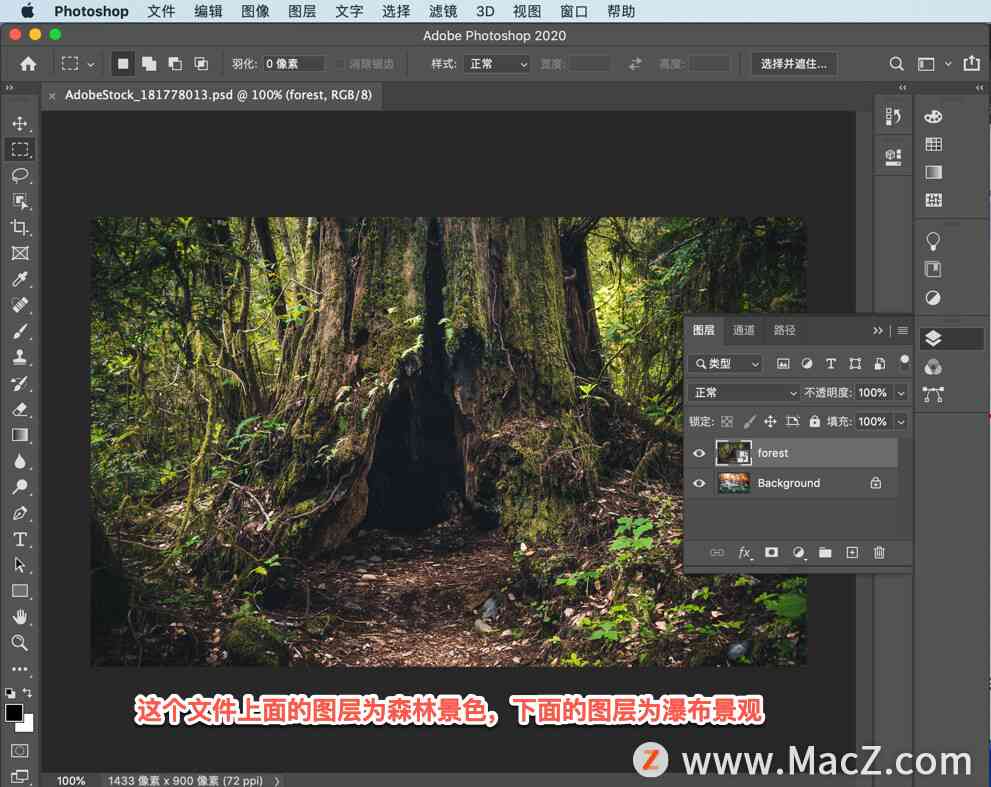 Photoshop 文件 编辑 图像 图层 文字 选择 滤镜 3D 视图 窗口 帮助
Adobe Photoshop 2020
羽化: 0 像素 消除锯齿 样式: 正常 宽度: 高度: 选择并遮住...
AdobeStock_181778013.psd @ 100% (forest, RGB/8)
图层 通道 路径
类型
正常 不透明度: 100%
锁定: 填充: 100%
forest
Background
fx
这个文件上面的图层为森林景色，下面的图层为瀑布景观
Z www.MacZ.com
100% 1433 像素 x 900 像素 (72 ppi)